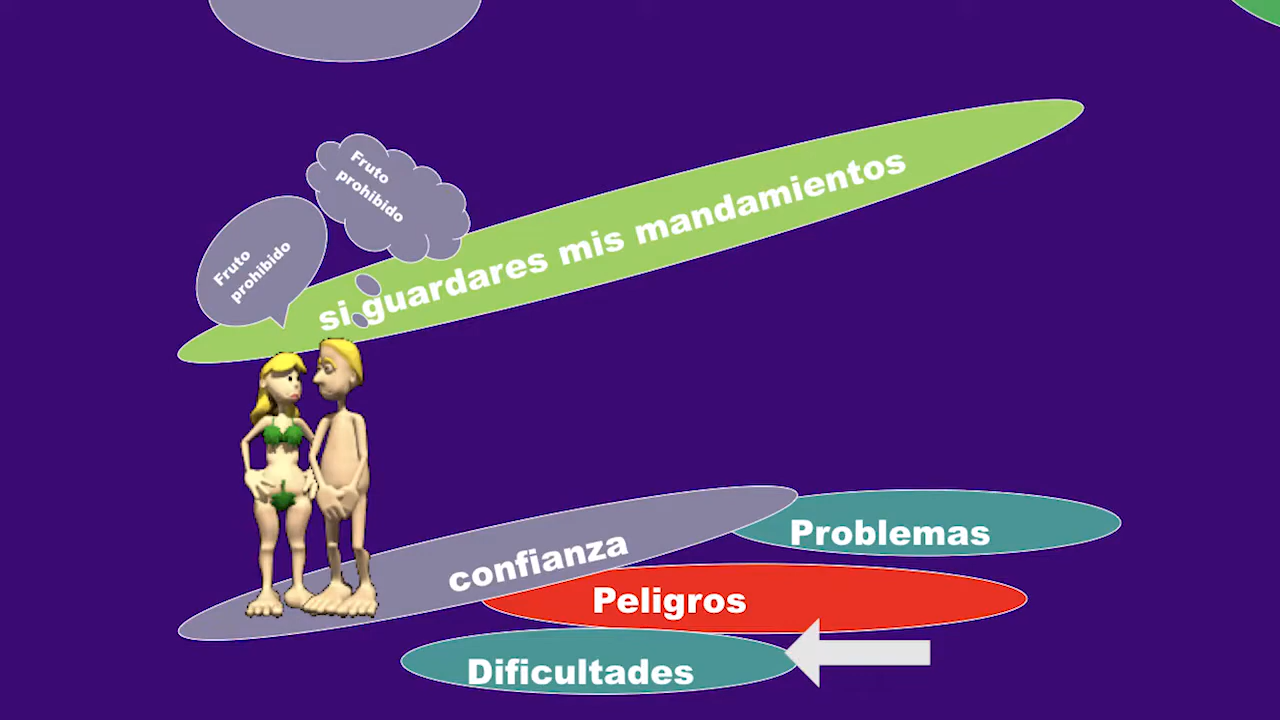 Fruto
prohibido
Fruto
prohibido
si guardares mis mandamientos
confianza
Problemas
Peligros
Dificultades